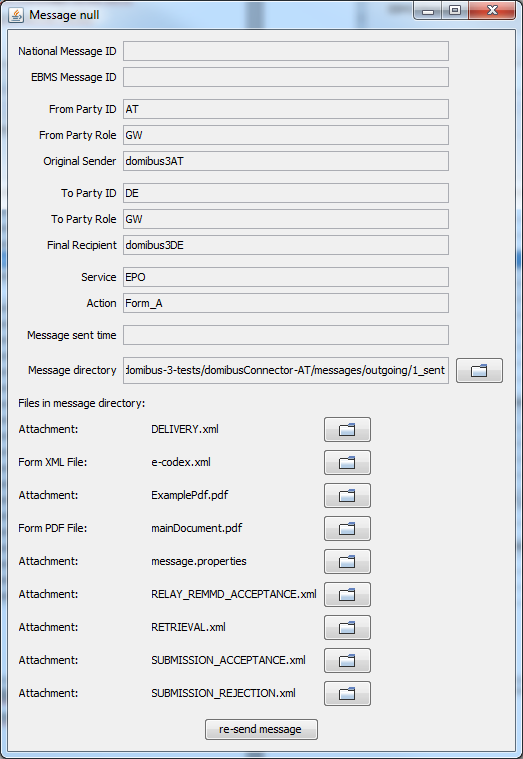 Message null
National Message ID
EBMS Message ID
From Party ID AT
From Party Role GW
Original Sender domibus3AT
To Party ID DE
To Party Role GW
Final Recipient domibus3DE
Service EPO
Action Form_A
Message sent time
Message directory domibus-3-tests/domibusConnector-AT/messages/outgoing/1_sent
Files in message directory:
Attachment: DELIVERY.xml
Form XML File: e-codex.xml
Attachment: ExamplePdf.pdf
Form PDF File: mainDocument.pdf
Attachment: message.properties
Attachment: RELAY_REMMD_ACCEPTANCE.xml
Attachment: RETRIEVAL.xml
Attachment: SUBMISSION_ACCEPTANCE.xml
Attachment: SUBMISSION_REJECTION.xml
re-send message